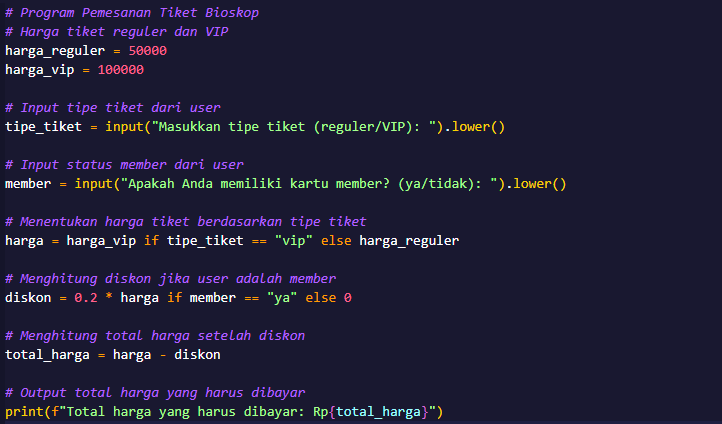 # Program Pemesanan Tiket Bioskop
# Harga tiket reguler dan VIP
harga_reguler = 50000
harga_vip = 100000
# Input tipe tiket dari user
tipe_tiket = input("Masukkan tipe tiket (reguler/VIP): ").lower()
# Input status member dari user
member = input("Apakah Anda memiliki kartu member? (ya/tidak): ").lower()
# Menentukan harga tiket berdasarkan tipe tiket
harga = harga_vip if tipe_tiket == "vip" else harga_reguler
# Menghitung diskon jika user adalah member
diskon = 0.2 * harga if member == "ya" else 0
# Menghitung total harga setelah diskon
total_harga = harga - diskon
# Output total harga yang harus dibayar
print(f"Total harga yang harus dibayar: Rp{total_harga}")